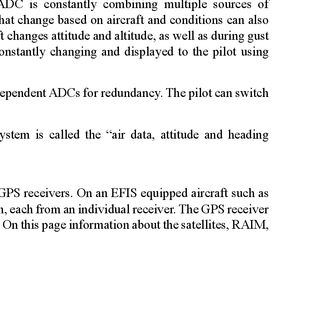 ADC is constantly combining multiple sources of
hat change based on aircraft and conditions can also
t changes attitude and altitude, as well as during gust
onstantly changing and displayed to the pilot using
ependent ADCs for redundancy. The pilot can switch
ystem is called the “air data, attitude and heading
GPS receivers. On an EFIS equipped aircraft such as
n, each from an individual receiver. The GPS receiver
On this page information about the satellites, RAIM,